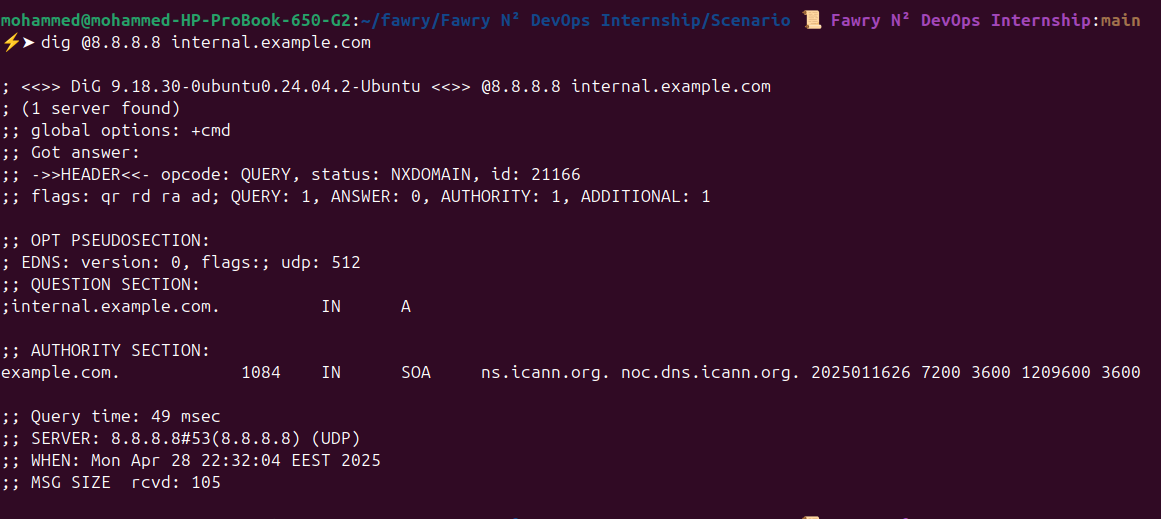 mohammed@mohammed-HP-ProBook-650-G2:~/fawry/Fawry N² DevOps Internship/Scenario 📜 Fawry N² DevOps Internship:main
⚡➤ dig @8.8.8.8 internal.example.com

; <<>> DiG 9.18.30-0ubuntu0.24.04.2-Ubuntu <<>> @8.8.8.8 internal.example.com
; (1 server found)
;; global options: +cmd
;; Got answer:
;; ->>HEADER<<- opcode: QUERY, status: NXDOMAIN, id: 21166
;; flags: qr rd ra ad; QUERY: 1, ANSWER: 0, AUTHORITY: 1, ADDITIONAL: 1

;; OPT PSEUDOSECTION:
; EDNS: version: 0, flags:; udp: 512
;; QUESTION SECTION:
;internal.example.com.		IN	A

;; AUTHORITY SECTION:
example.com.		1084	IN	SOA	ns.icann.org. noc.dns.icann.org. 2025011626 7200 3600 1209600 3600

;; Query time: 49 msec
;; SERVER: 8.8.8.8#53(8.8.8.8) (UDP)
;; WHEN: Mon Apr 28 22:32:04 EEST 2025
;; MSG SIZE  rcvd: 105